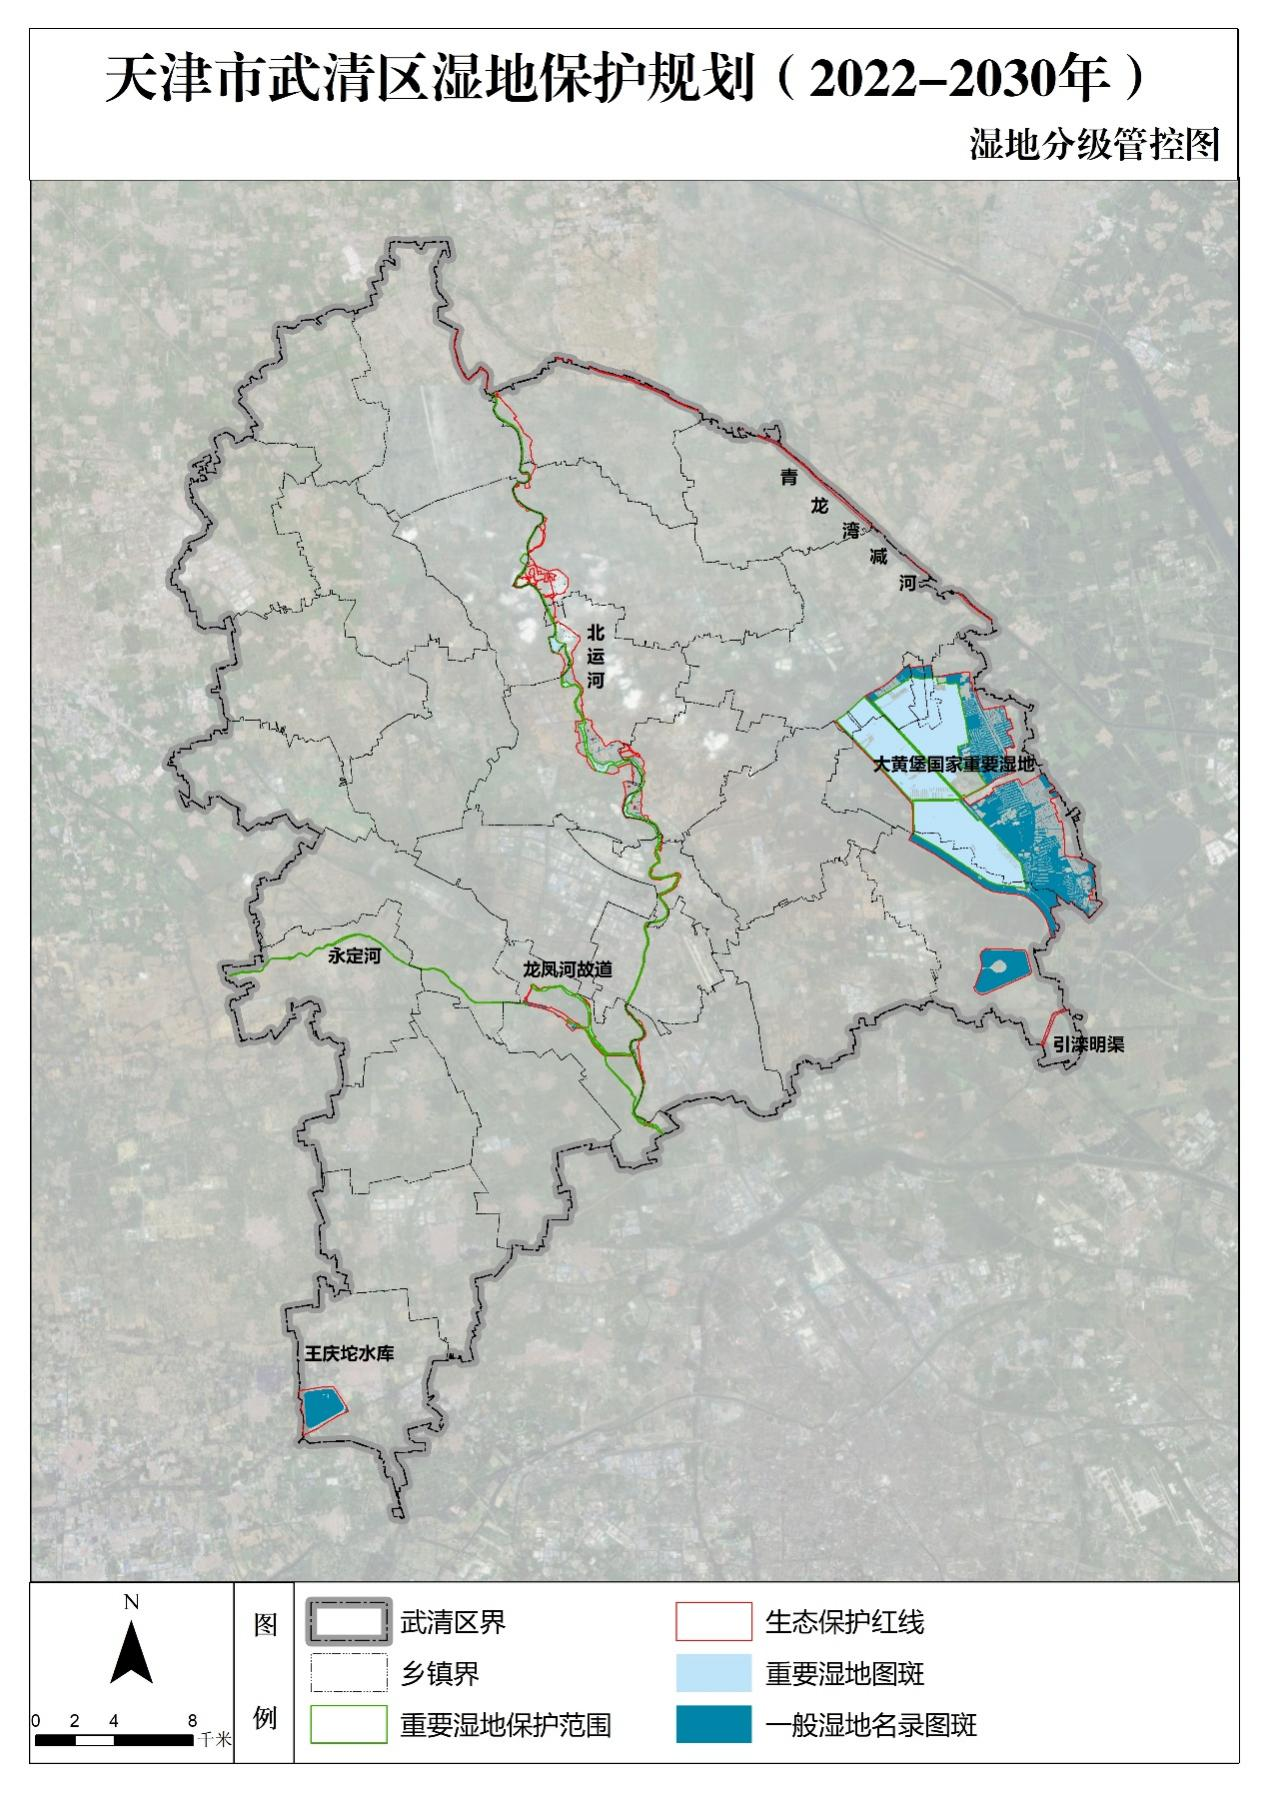 天津市武清区湿地保护规划（2022-2030年）
湿地分级管控图
青龙湾减河
北运河
大黄堡国家重要湿地
永定河
龙凤河故道
引滦明渠
王庆坨水库
N
0 2 4 8 千米
图例
武清区界
乡镇界
重要湿地保护范围
生态保护红线
重要湿地图斑
一般湿地名录图斑